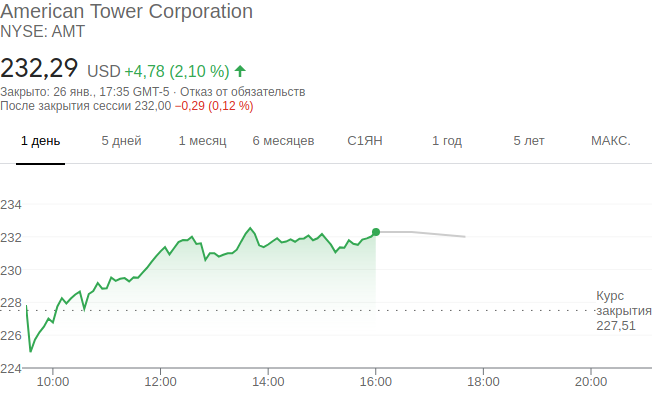 American Tower Corporation
NYSE: AMT
232,29 USD +4,78 (2,10 %)
Закрыто: 26 янв., 17:35 GMT-5 · Отказ от обязательств
После закрытия сессии 232,00 −0,29 (0,12 %)
1 день 5 дней 1 месяц 6 месяцев С1ЯН 1 год 5 лет МАКС.
234
232
230
228
226
224
Курс
закрытия
227,51
10:00 12:00 14:00 16:00 18:00 20:00